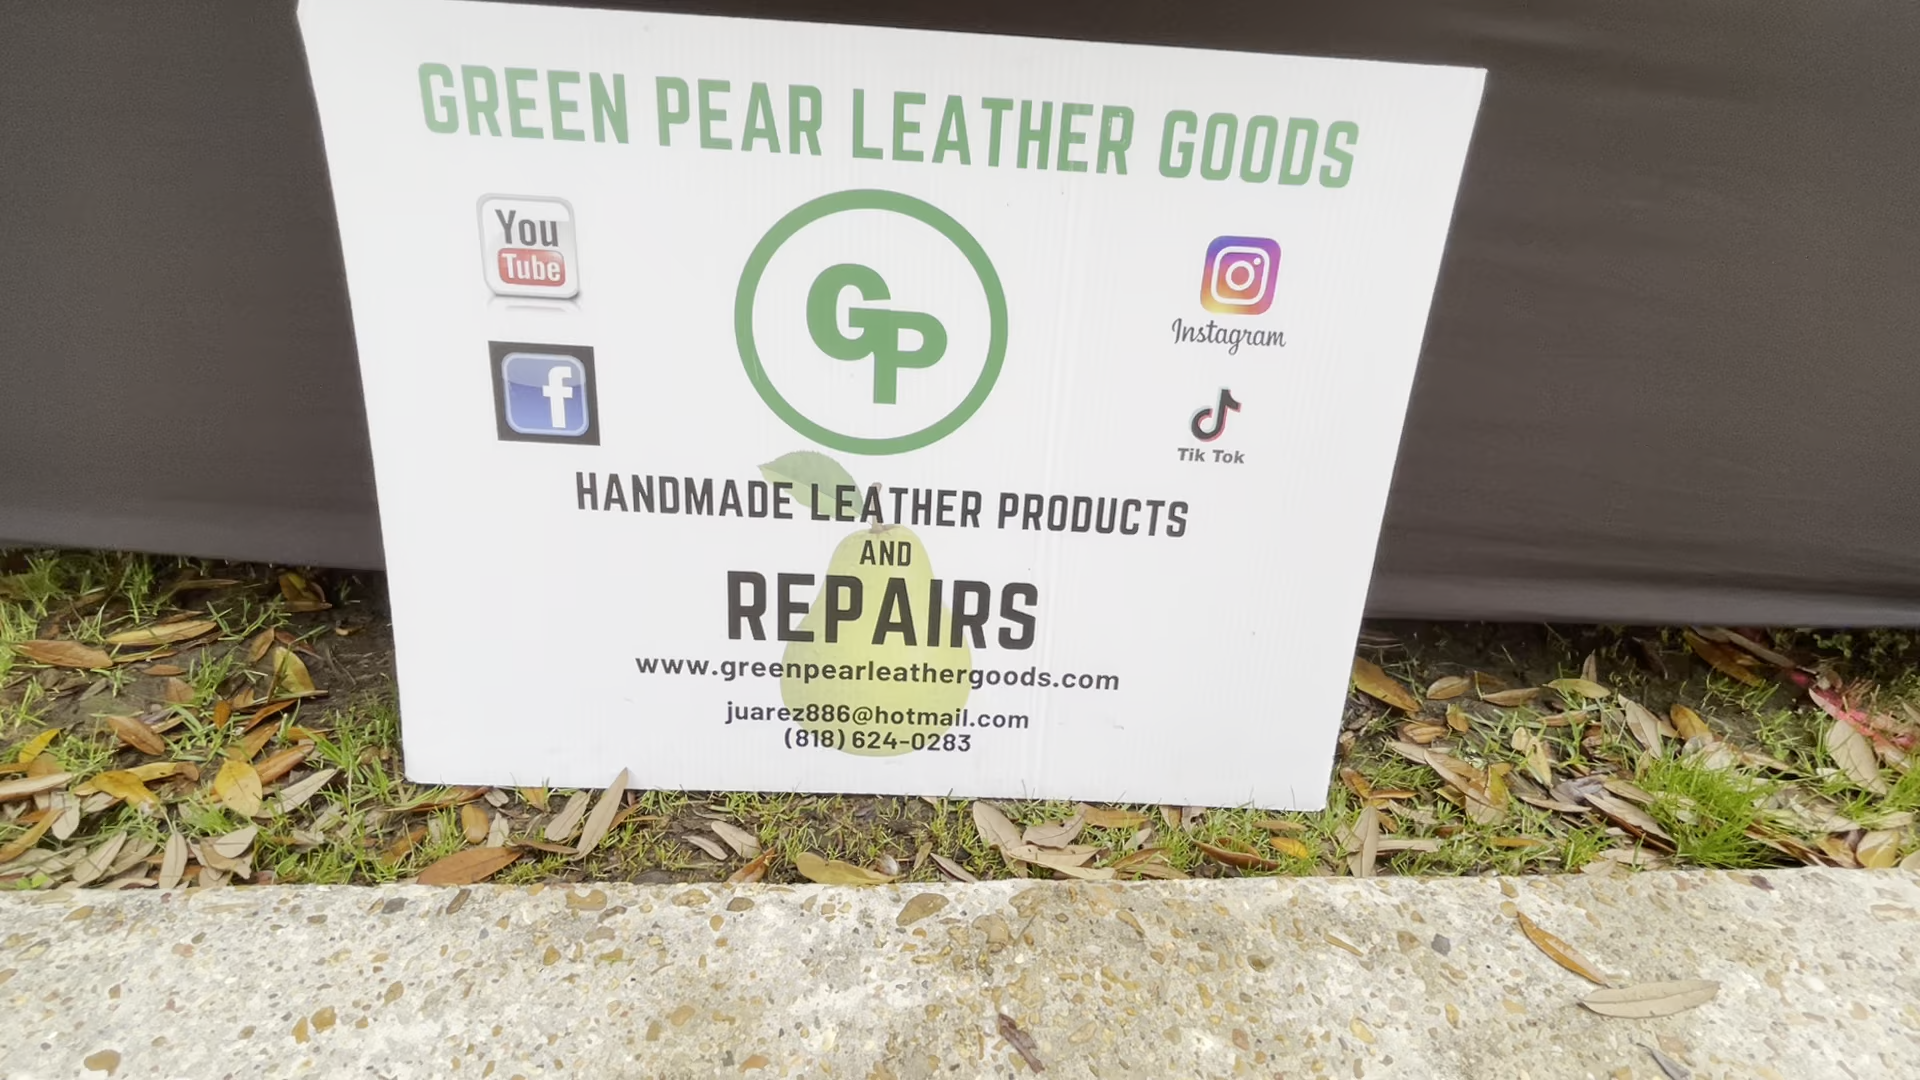 GREEN PEAR LEATHER GOODS
You
Tube
GP
Instagram
f
Tik Tok
HANDMADE LEATHER PRODUCTS
AND
REPAIRS
www.greenpearleathergoods.com
juarez886@hotmail.com
(818) 624-0283